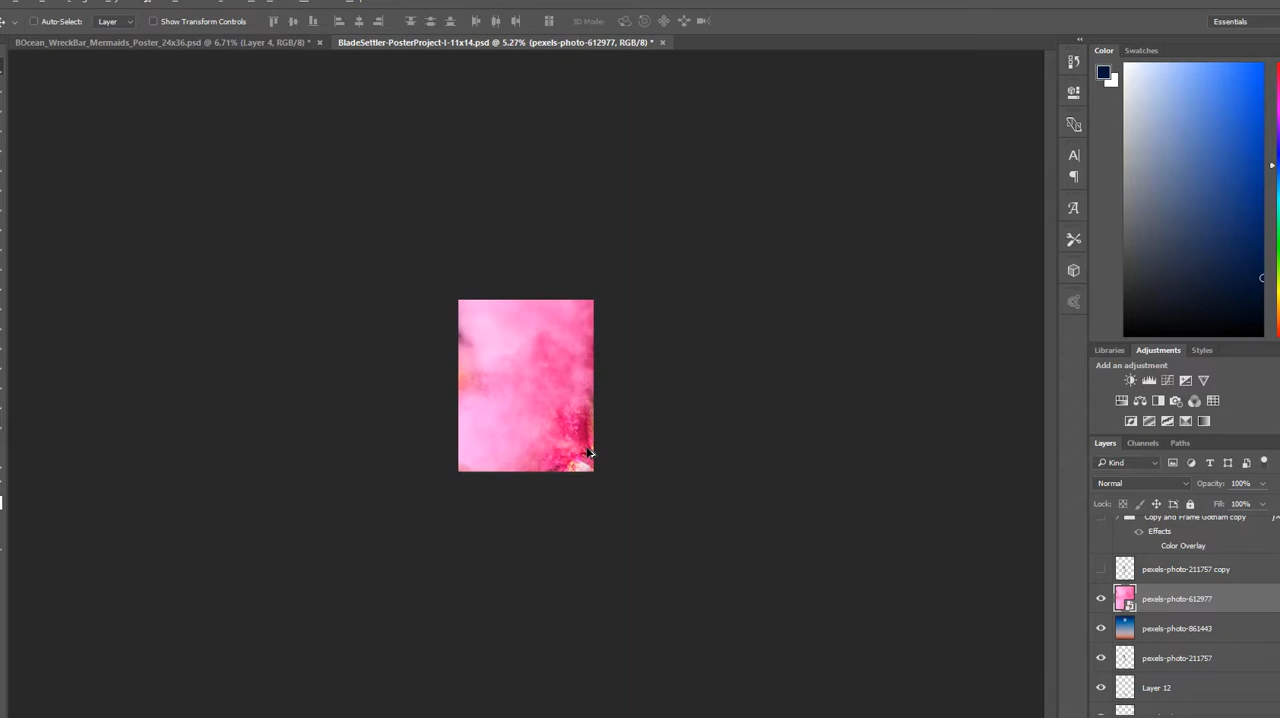 Auto-Select: Layer Show Transform Controls 3D Mode: Essentials
BOcean_WreckBar_Mermaids_Poster_24x36.psd @ 6.71% (Layer 4, RGB/8) * × BladeSettler-PosterProject-I-11x14.psd @ 5.27% (pexels-photo-612977, RGB/8) * ×
Color Swatches
Libraries Adjustments Styles
Add an adjustment
Layers Channels Paths
Kind
Normal Opacity: 100%
Lock: Fill: 100%
Copy and Frame Gotham copy
Effects
Color Overlay
pexels-photo-211757 copy
pexels-photo-612977
pexels-photo-861443
pexels-photo-211757
Layer 12